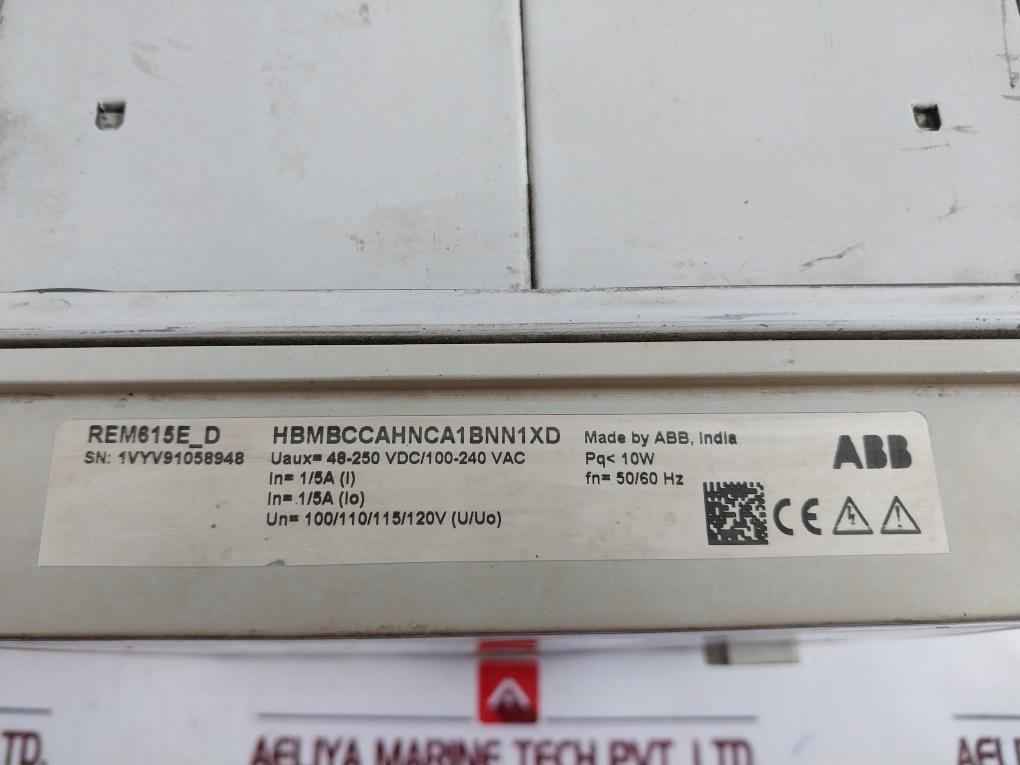 REM615E_D
SN: 1VYV91058948
HBMBCCAHNCA1BNN1XD
Uaux= 48-250 VDC/100-240 VAC
In= 1/5A (I)
In= 1/5A (Io)
Un= 100/110/115/120V (U/Uo)
Made by ABB, India
Pq< 10W
fn= 50/60 Hz
ABB
CE
LTD.
AELIYA MARINE TECH PVT. LTD.
AELI